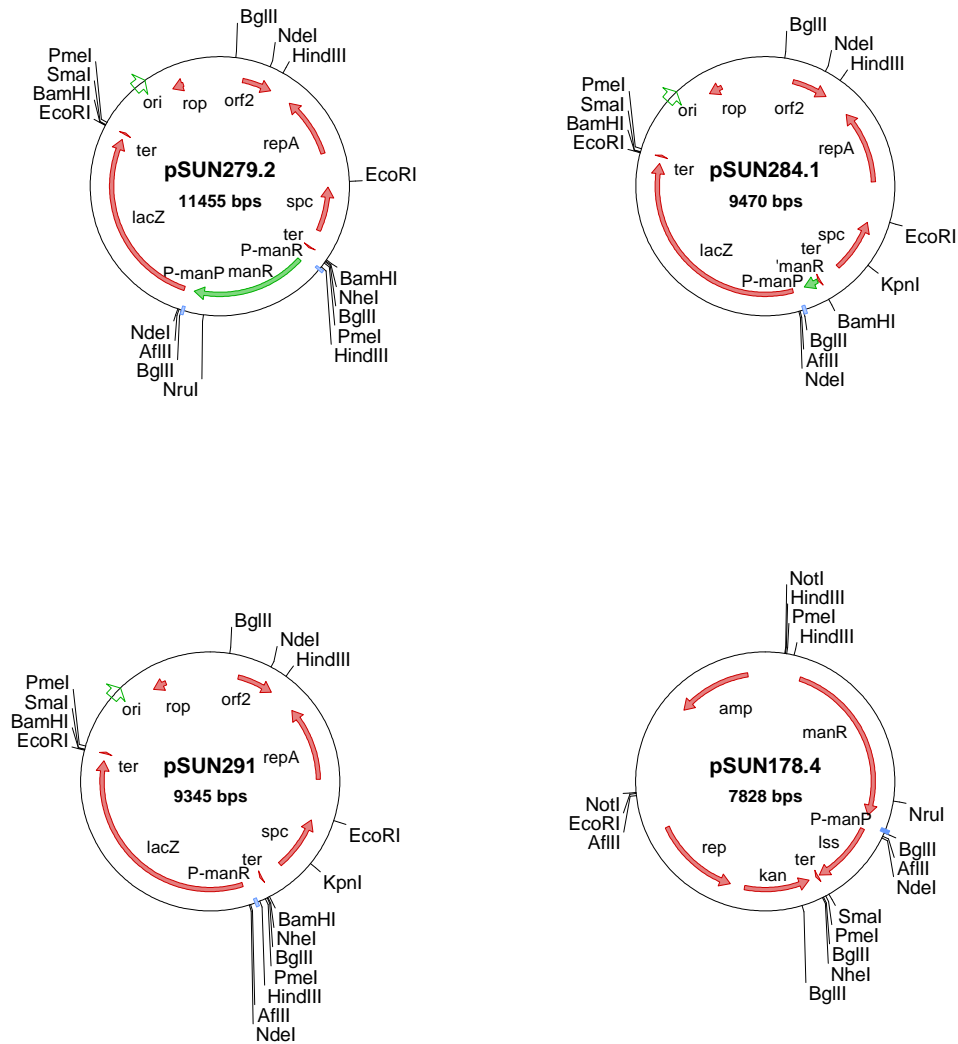 BglII
NdeI
HindIII
PmeI
SmaI
BamHI
EcoRI
ori
rop
orf2
repA
ter
pSUN279.2
11455 bps
EcoRI
spc
lacZ
ter
P-manR
P-manP
manR
BamHI
NheI
BglII
PmeI
HindIII
NdeI
AflII
BglII
NruI
BglII
NdeI
HindIII
PmeI
SmaI
BamHI
EcoRI
ori
rop
orf2
repA
ter
pSUN284.1
9470 bps
EcoRI
spc
lacZ
ter
'manR
P-manP
KpnI
BamHI
BglII
AflII
NdeI
BglII
NdeI
HindIII
PmeI
SmaI
BamHI
EcoRI
ori
rop
orf2
repA
ter
pSUN291
9345 bps
EcoRI
spc
lacZ
ter
P-manR
KpnI
BamHI
NheI
BglII
PmeI
HindIII
AflII
NdeI
NotI
HindIII
PmeI
HindIII
amp
manR
pSUN178.4
7828 bps
NotI
EcoRI
AflII
P-manP
NruI
lss
BglII
AflII
NdeI
rep
ter
kan
SmaI
PmeI
BglII
NheI
BglII